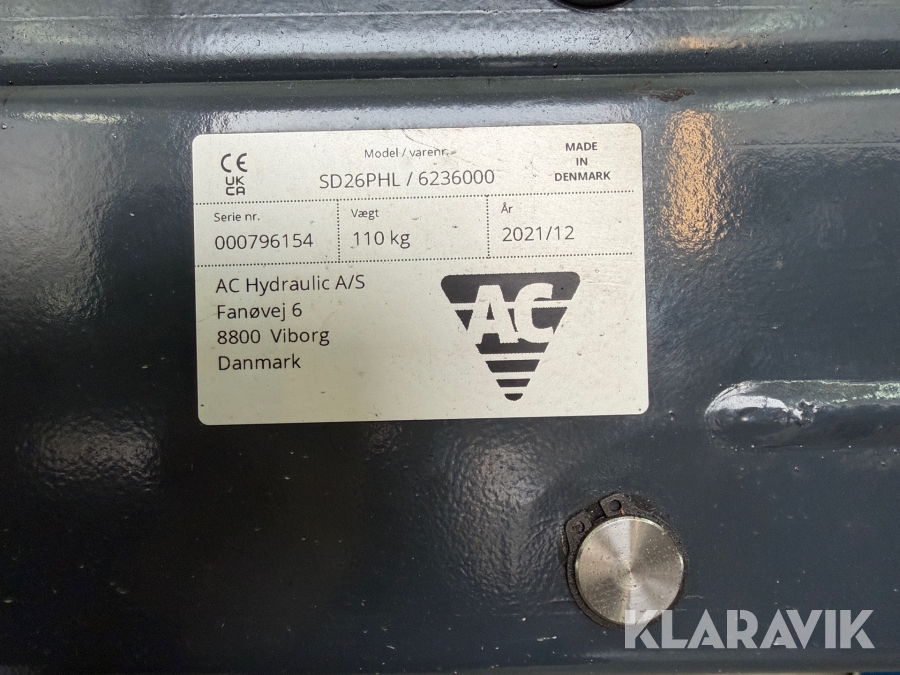 CE
UK
CA
Model / varenr.
SD26PHL / 6236000
MADE
IN
DENMARK
Serie nr.
000796154
Vægt
110 kg
År
2021/12
AC Hydraulic A/S
Fanøvej 6
8800 Viborg
Danmark
AC
KLARAVIK